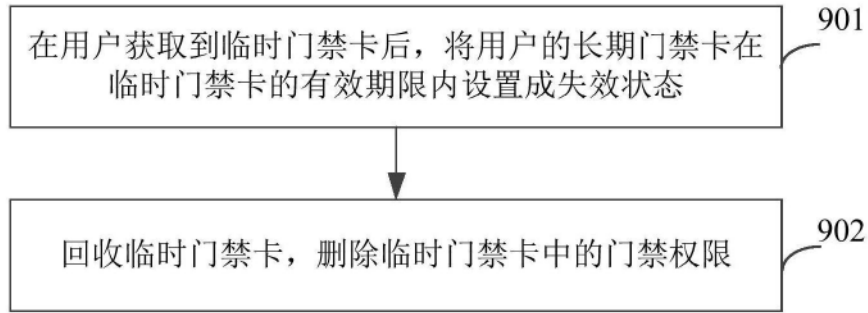 在用户获取到临时门禁卡后，将用户的长期门禁卡在
临时门禁卡的有效期限内设置成失效状态
901
回收临时门禁卡，删除临时门禁卡中的门禁权限
902